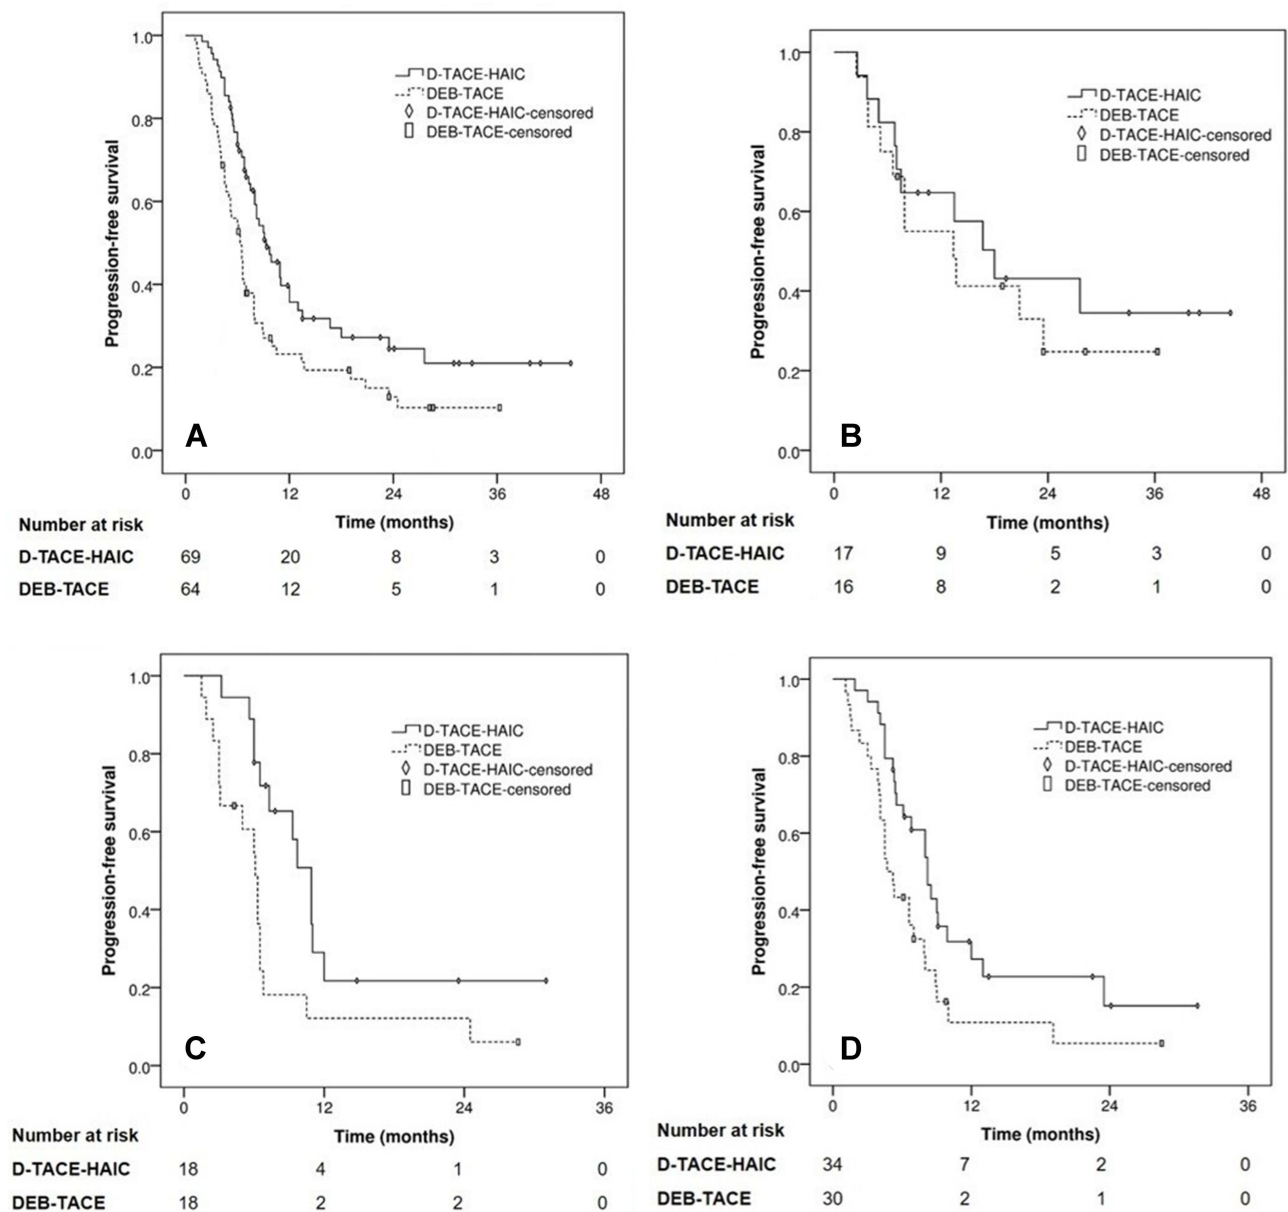 1.0
0.8
0.6
0.4
0.2
0.0
Progression-free survival
D-TACE-HAIC
DEB-TACE
D-TACE-HAIC-censored
DEB-TACE-censored
A
0 12 24 36 48
Time (months)
Number at risk
D-TACE-HAIC 69 20 8 3 0
DEB-TACE 64 12 5 1 0
1.0
0.8
0.6
0.4
0.2
0.0
Progression-free survival
D-TACE-HAIC
DEB-TACE
D-TACE-HAIC-censored
DEB-TACE-censored
B
0 12 24 36 48
Time (months)
Number at risk
D-TACE-HAIC 17 9 5 3 0
DEB-TACE 16 8 2 1 0
1.0
0.8
0.6
0.4
0.2
0.0
Progression-free survival
D-TACE-HAIC
DEB-TACE
D-TACE-HAIC-censored
DEB-TACE-censored
C
0 12 24 36
Time (months)
Number at risk
D-TACE-HAIC 18 4 1 0
DEB-TACE 18 2 2 0
1.0
0.8
0.6
0.4
0.2
0.0
Progression-free survival
D-TACE-HAIC
DEB-TACE
D-TACE-HAIC-censored
DEB-TACE-censored
D
0 12 24 36
Time (months)
Number at risk
D-TACE-HAIC 34 7 2 0
DEB-TACE 30 2 1 0